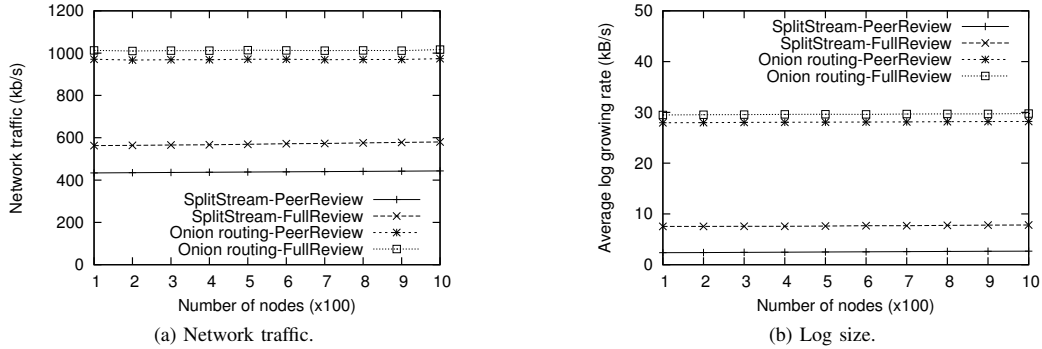 1200
1000
800
600
400
200
0
Network traffic (kb/s)
SplitStream-PeerReview
SplitStream-FullReview
Onion routing-PeerReview
Onion routing-FullReview
1 2 3 4 5 6 7 8 9 10
Number of nodes (x100)
(a) Network traffic.
50
40
30
20
10
0
Average log growing rate (kB/s)
SplitStream-PeerReview
SplitStream-FullReview
Onion routing-PeerReview
Onion routing-FullReview
1 2 3 4 5 6 7 8 9 10
Number of nodes (x100)
(b) Log size.